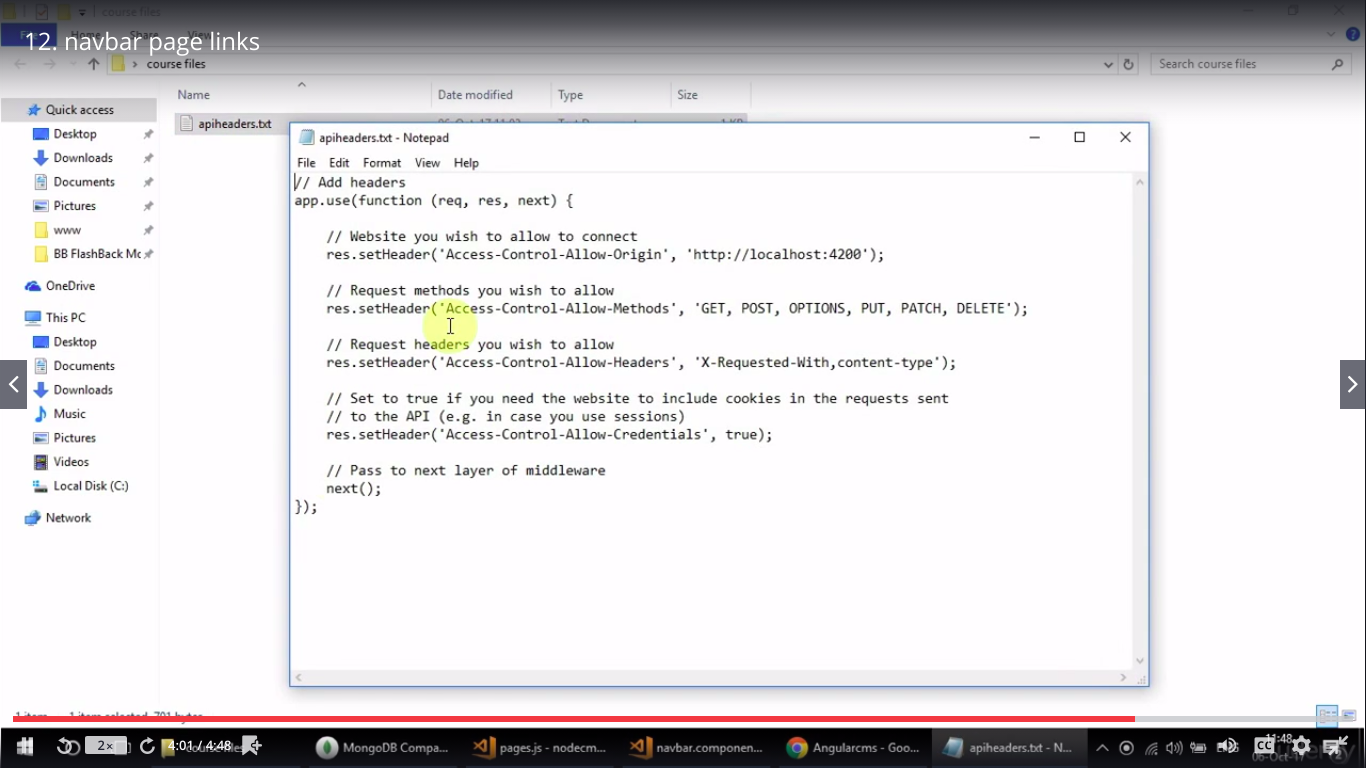 course files
12. navbar page links
course files
Search course files
Name
Date modified
Type
Size
Quick access
apiheaders.txt
Desktop
Downloads
Documents
Pictures
www
BB FlashBack Mc
OneDrive
This PC
Desktop
Documents
Downloads
Music
Pictures
Videos
Local Disk (C:)
Network
apiheaders.txt - Notepad
File Edit Format View Help
// Add headers
app.use(function (req, res, next) {
// Website you wish to allow to connect
res.setHeader('Access-Control-Allow-Origin', 'http://localhost:4200');
// Request methods you wish to allow
res.setHeader('Access-Control-Allow-Methods', 'GET, POST, OPTIONS, PUT, PATCH, DELETE');
// Request headers you wish to allow
res.setHeader('Access-Control-Allow-Headers', 'X-Requested-With,content-type');
// Set to true if you need the website to include cookies in the requests sent
// to the API (e.g. in case you use sessions)
res.setHeader('Access-Control-Allow-Credentials', true);
// Pass to next layer of middleware
next();
});
2x
4:01 / 4:48
MongoDB Compa...
pages.js - nodecm...
navbar.componen...
Angularcms - Goo...
apiheaders.txt - N...
CC
11:48
06-Oct-17